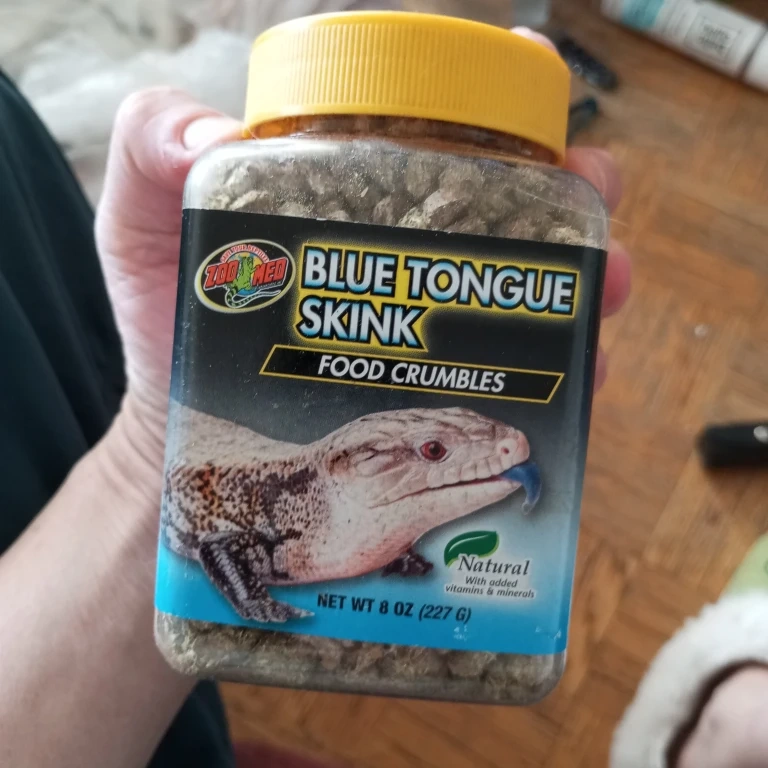 ZOO MED
BLUE TONGUE
SKINK
FOOD CRUMBLES
Natural
With added
vitamins & minerals
NET WT 8 OZ (227 G)